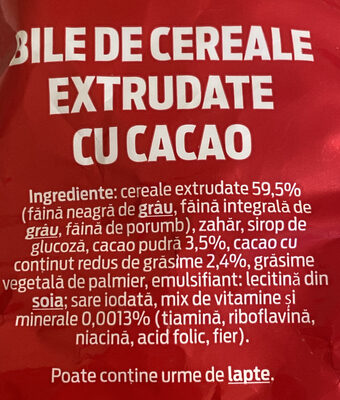 BILE DE CEREALE
EXTRUDATE
CU CACAO
Ingrediente: cereale extrudate 59,5%
(făină neagră de grâu, făină integrală de
grâu, făină de porumb), zahăr, sirop de
glucoză, cacao pudră 3,5%, cacao cu
conținut redus de grăsime 2,4%, grăsime
vegetală de palmier, emulsifiant: lecitină din
soia; sare iodată, mix de vitamine și
minerale 0,0013% (tiamină, riboflavină,
niacină, acid folic, fier).
Poate conține urme de lapte.